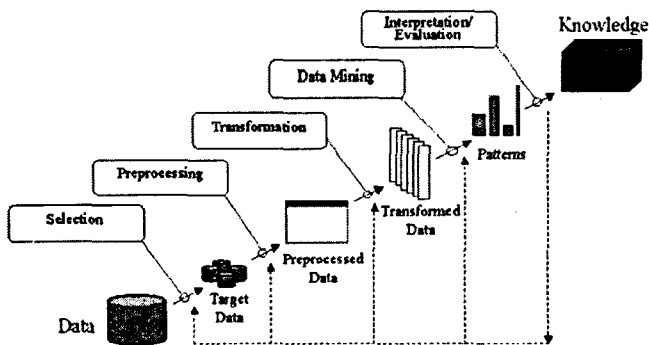 Interpretation/
Evaluation
Knowledge
Data Mining
Transformation
Patterns
Preprocessing
Transformed
Data
Selection
Preprocessed
Data
Target
Data
Data